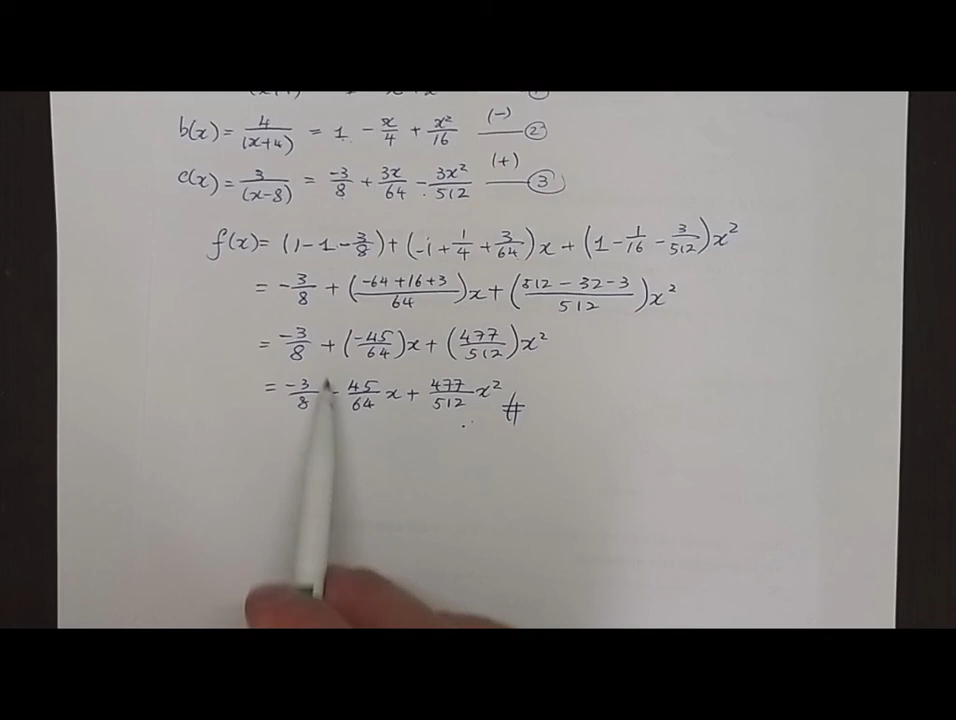 b(x) = 4/(x+4) = 1 - x/4 + x²/16 (-) — 2
c(x) = 3/(x-8) = -3/8 + 3x/64 - 3x²/512 (+) — 3
f(x) = (1-1-3/8) + (-1+1/4+3/64)x + (1-1/16-3/512)x²
= -3/8 + (-64+16+3/64)x + (512-32-3/512)x²
= -3/8 + (-45/64)x + (477/512)x²
= -3/8 - 45/64 x + 477/512 x² #